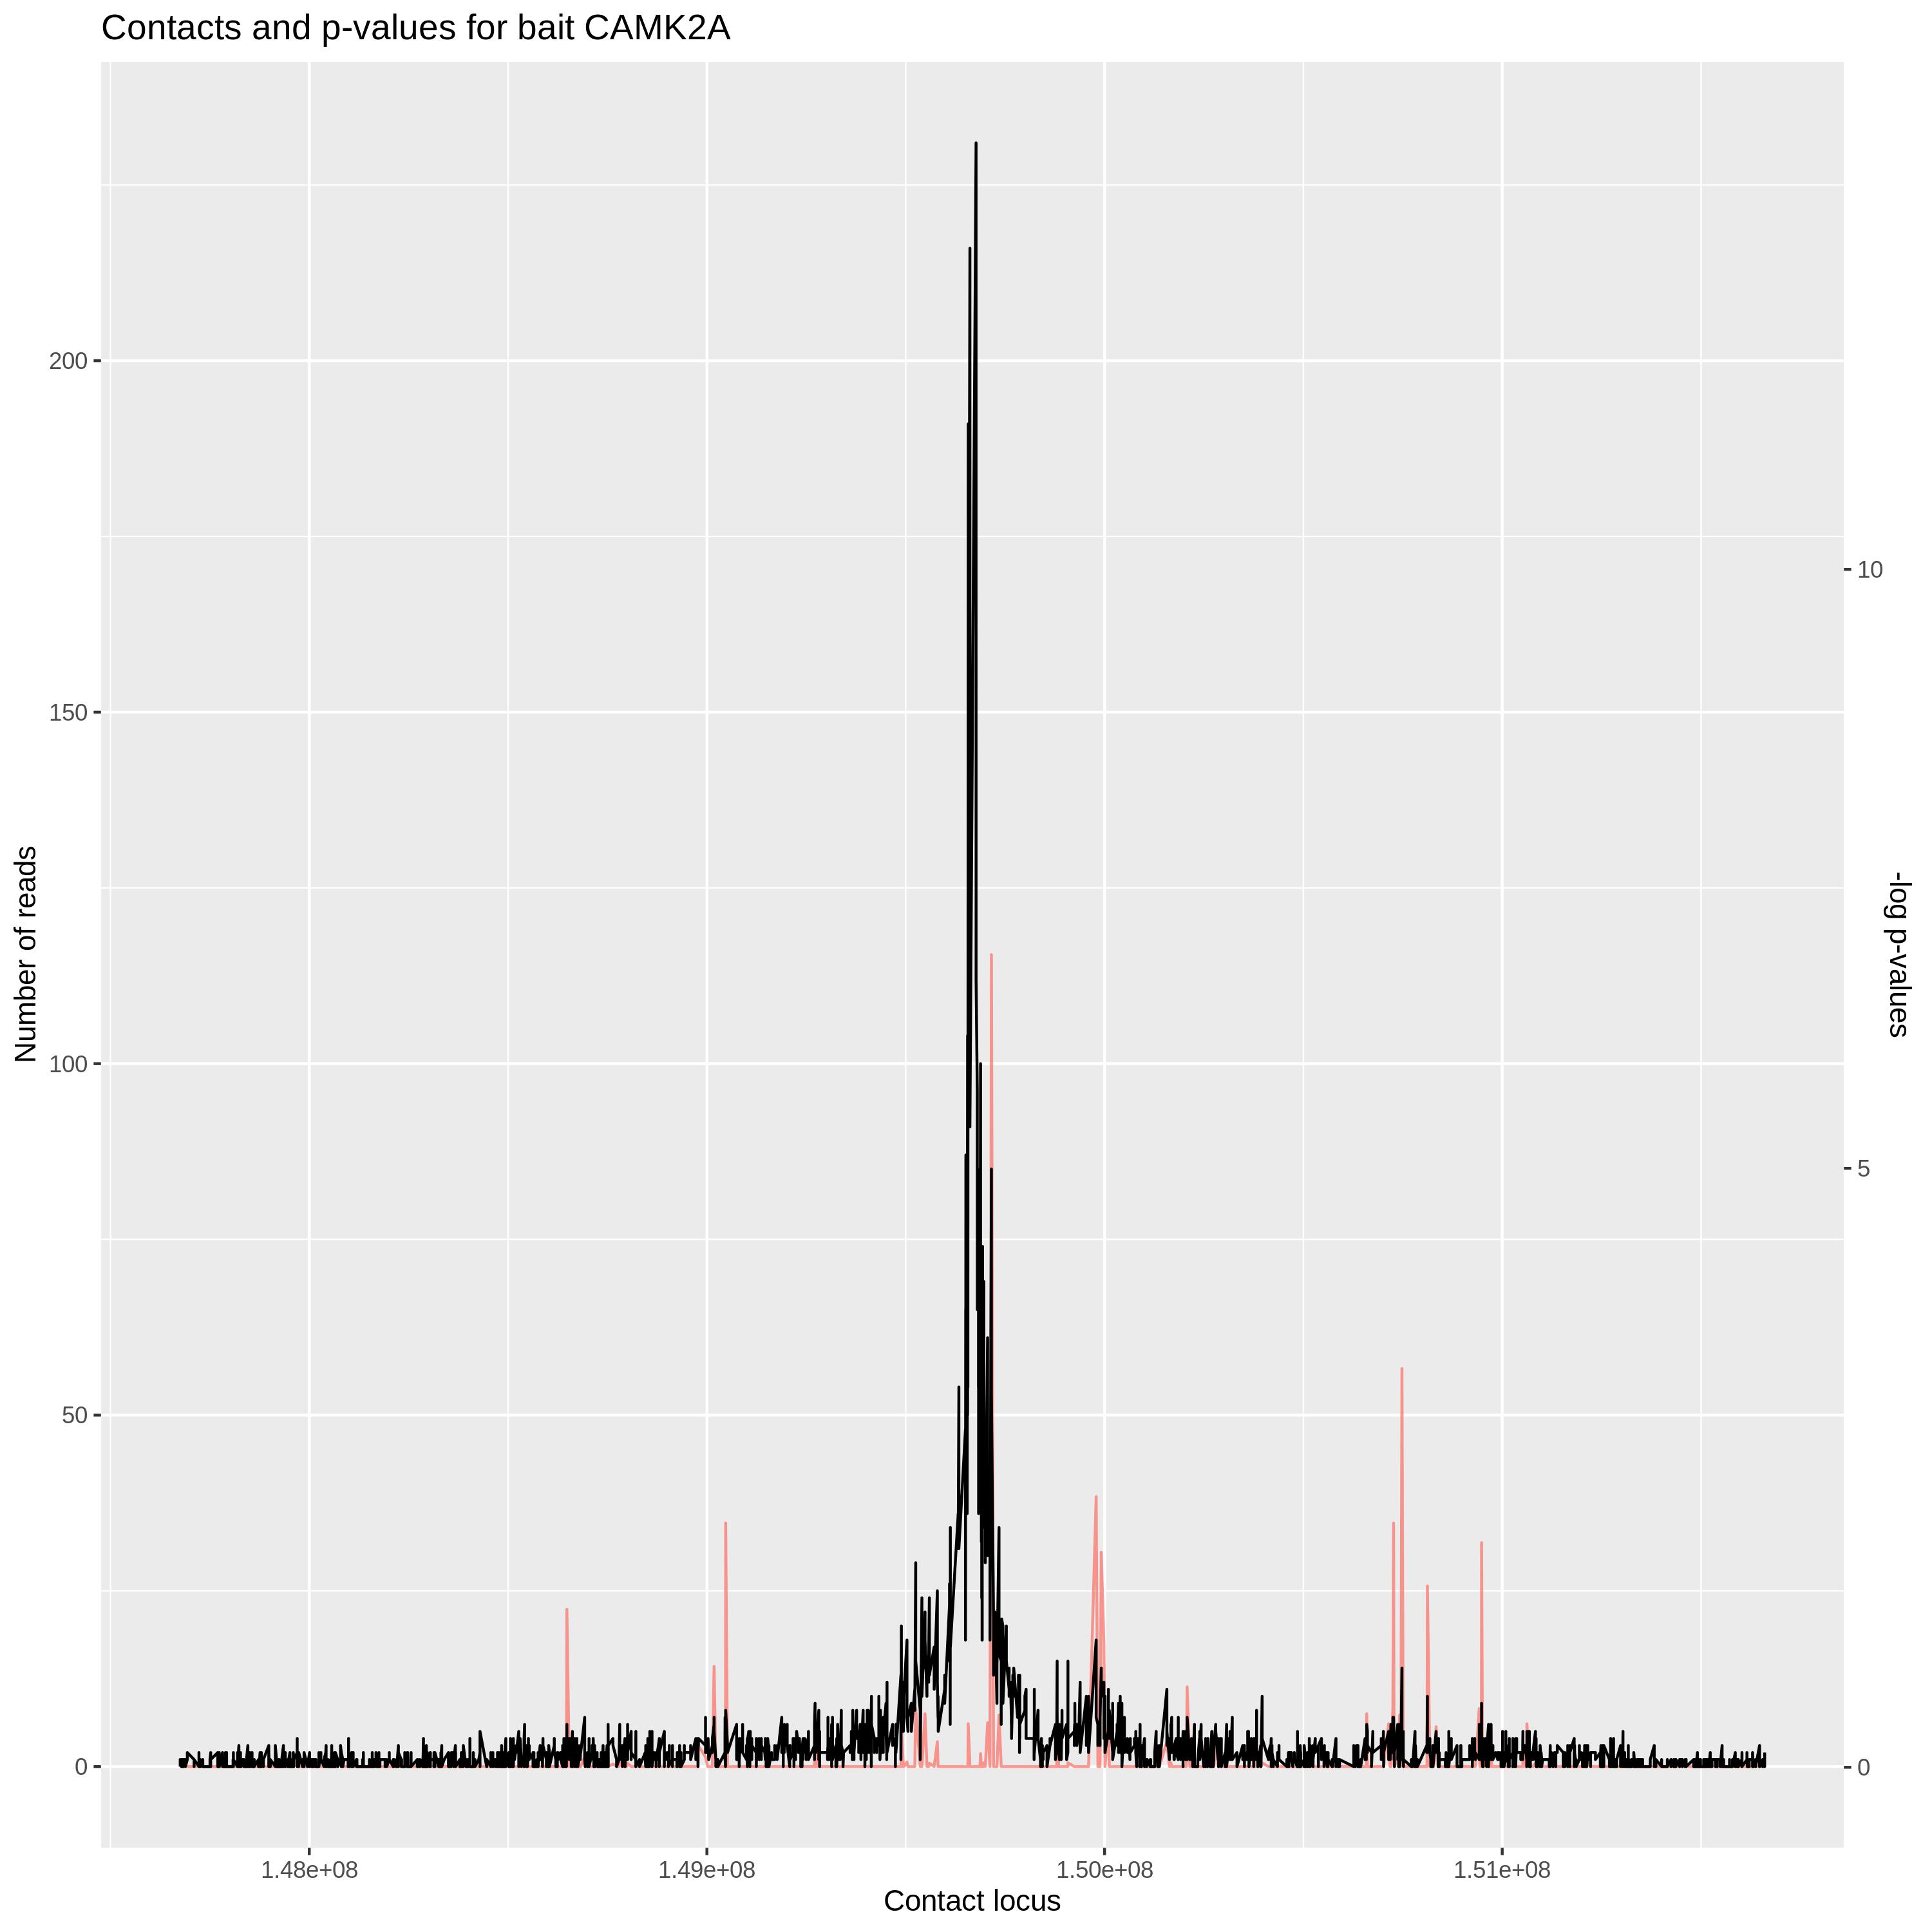 Contacts and p-values for bait CAMK2A
Number of reads
200
150
100
50
0
10
5
0
-log p-values
1.48e+08
1.49e+08
1.50e+08
1.51e+08
Contact locus